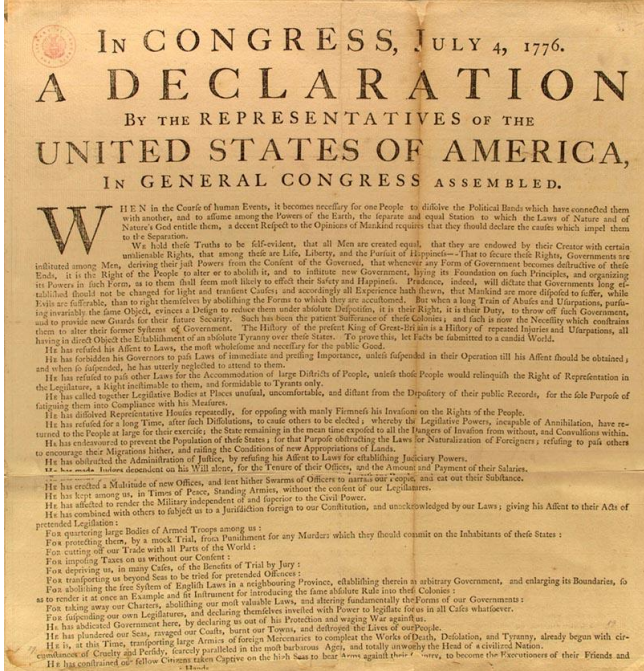 IN CONGRESS, JULY 4, 1776.
A DECLARATION
BY THE REPRESENTATIVES OF THE
UNITED STATES OF AMERICA,
IN GENERAL CONGRESS ASSEMBLED.
WHEN in the Course of human Events, it becomes necessary for one People to dissolve the Political Bands which have connected them
with another, and to assume among the Powers of the Earth, the separate and equal Station to which the Laws of Nature and of
Nature's God entitle them, a decent Respect to the Opinions of Mankind requires that they should declare the causes which impel them
to the Separation.
We hold these Truths to be self-evident, that all Men are created equal, that they are endowed by their Creator with certain
unalienable Rights, that among these are Life, Liberty, and the Pursuit of Happiness—That to secure these Rights, Governments are
instituted among Men, deriving their just Powers from the Consent of the Governed, that whenever any Form of Government becomes destructive of these
Ends, it is the Right of the People to alter or to abolish it, and to institute new Government, laying its Foundation on such Principles, and organizing
its Powers in such Form, as to them shall seem most likely to effect their Safety and Happiness. Prudence, indeed, will dictate that Governments long es-
tablished should not be changed for light and transient Causes; and accordingly all Experience hath shewn, that Mankind are more disposed to suffer, while
Evils are sufferable, than to right themselves by abolishing the Forms to which they are accustomed. But when a long Train of Abuses and Usurpations, pursu-
ing invariably the same Object, evinces a Design to reduce them under absolute Despotism, it is their Right, it is their Duty, to throw off such Government,
and to provide new Guards for their future Security. Such has been the patient Sufferance of these Colonies; and such is now the Necessity which constrains
them to alter their former Systems of Government. The History of the present King of Great-Britain is a History of repeated Injuries and Usurpations, all
having in direct Object the Establishment of an absolute Tyranny over these States. To prove this, let Facts be submitted to a candid World.
HE has refused his Assent to Laws, the most wholesome and necessary for the public Good.
HE has forbidden his Governors to pass Laws of immediate and pressing Importance, unless suspended in their Operation till his Assent should be obtained;
and when so suspended, he has utterly neglected to attend to them.
HE has refused to pass other Laws for the Accommodation of large Districts of People, unless those People would relinquish the Right of Representation in
the Legislature, a Right inestimable to them, and formidable to Tyrants only.
HE has called together Legislative Bodies at Places unusual, uncomfortable, and distant from the Depository of their public Records, for the sole Purpose of
fatiguing them into Compliance with his Measures.
HE has dissolved Representative Houses repeatedly, for opposing with manly Firmness his Invasions on the Rights of the People.
HE has refused for a long Time, after such Dissolutions, to cause others to be elected; whereby the Legislative Powers, incapable of Annihilation, have re-
turned to the People at large for their exercise; the State remaining in the mean time exposed to all the Dangers of Invasion from without, and Convulsions within.
HE has endeavoured to prevent the Population of these States; for that Purpose obstructing the Laws for Naturalization of Foreigners; refusing to pass others
to encourage their Migrations hither, and raising the Conditions of new Appropriations of Lands.
HE has obstructed the Administration of Justice, by refusing his Assent to Laws for establishing Judiciary Powers.
HE has made Judges dependent on his Will alone, for the Tenure of their Offices, and the Amount and Payment of their Salaries.
HE has erected a Multitude of new Offices, and sent hither Swarms of Officers to harrass our People, and eat out their Substance.
HE has kept among us, in Times of Peace, Standing Armies, without the consent of our Legislatures.
HE has affected to render the Military independent of and superior to the Civil Power.
HE has combined with others to subject us to a Jurisdiction foreign to our Constitution, and unacknowledged by our Laws; giving his Assent to their Acts of
pretended Legislation:
FOR quartering large Bodies of Armed Troops among us:
FOR protecting them, by a mock Trial, from Punishment for any Murders which they should commit on the Inhabitants of these States:
FOR cutting off our Trade with all Parts of the World:
FOR imposing Taxes on us without our Consent:
FOR depriving us, in many Cases, of the Benefits of Trial by Jury:
FOR transporting us beyond Seas to be tried for pretended Offences:
FOR abolishing the free System of English Laws in a neighbouring Province, establishing therein an arbitrary Government, and enlarging its Boundaries, so
as to render it at once an Example and fit Instrument for introducing the same absolute Rule into these Colonies:
FOR taking away our Charters, abolishing our most valuable Laws, and altering fundamentally the Forms of our Governments:
FOR suspending our own Legislatures, and declaring themselves invested with Power to legislate for us in all Cases whatsoever.
HE has abdicated Government here, by declaring us out of his Protection and waging War against us.
HE has plundered our Seas, ravaged our Coasts, burnt our Towns, and destroyed the Lives of our People.
HE is, at this Time, transporting large Armies of foreign Mercenaries to compleat the Works of Death, Desolation, and Tyranny, already begun with cir-
cumstances of Cruelty and Perfidy, scarcely paralleled in the most barbarous Ages, and totally unworthy the Head of a civilized Nation.
HE has constrained our fellow Citizens taken Captive on the high Seas to bear Arms against their Country, to become the Executioners of their Friends and